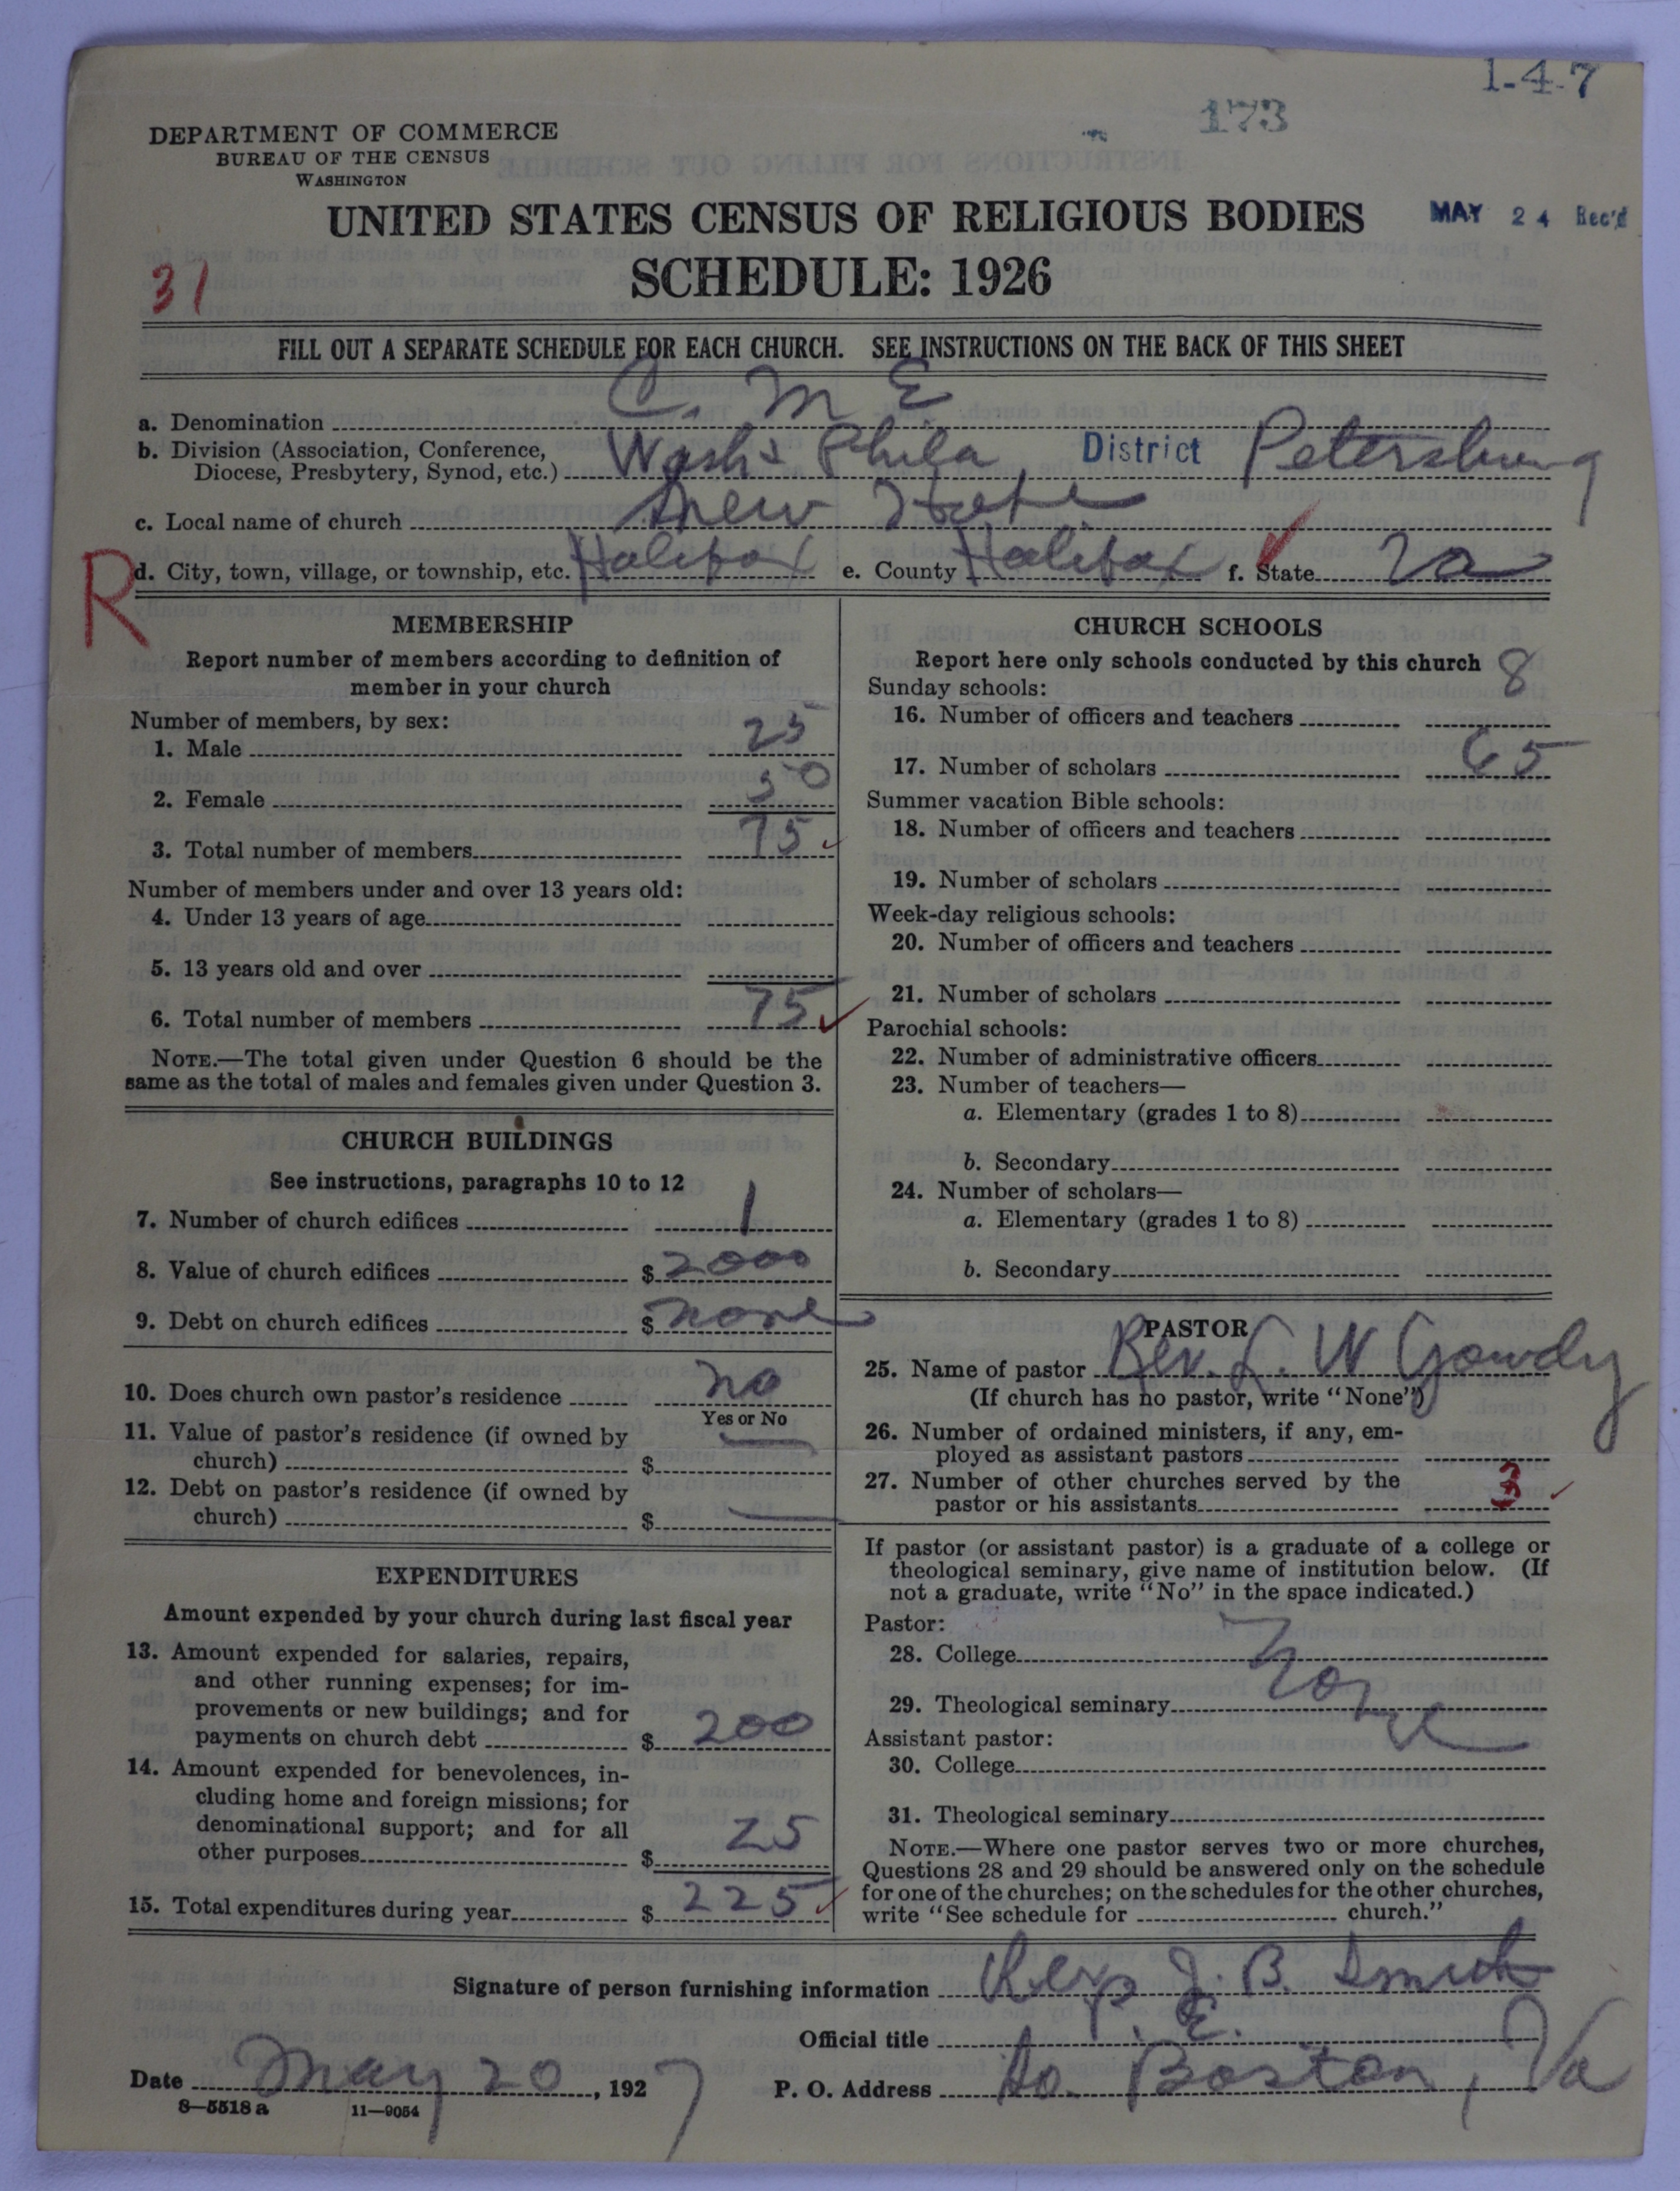 1-4-7
173
DEPARTMENT OF COMMERCE
BUREAU OF THE CENSUS
WASHINGTON
UNITED STATES CENSUS OF RELIGIOUS BODIES
MAY 24 Rec'd
SCHEDULE: 1926
31
FILL OUT A SEPARATE SCHEDULE FOR EACH CHURCH. SEE INSTRUCTIONS ON THE BACK OF THIS SHEET
a. Denomination C. M E
b. Division (Association, Conference,
Diocese, Presbytery, Synod, etc.) Wash & Phila, District Petersburg
c. Local name of church New Hope
R
d. City, town, village, or township, etc. Halifax e. County Halifax f. State Va
MEMBERSHIP
Report number of members according to definition of
member in your church
Number of members, by sex:
1. Male 25
2. Female 50
3. Total number of members 75
Number of members under and over 13 years old:
4. Under 13 years of age
5. 13 years old and over
6. Total number of members 75
NOTE.—The total given under Question 6 should be the
same as the total of males and females given under Question 3.
CHURCH BUILDINGS
See instructions, paragraphs 10 to 12
7. Number of church edifices 1
8. Value of church edifices $ 2000
9. Debt on church edifices $ none
10. Does church own pastor's residence no
Yes or No
11. Value of pastor's residence (if owned by
church) $ —
12. Debt on pastor's residence (if owned by
church) $ —
EXPENDITURES
Amount expended by your church during last fiscal year
13. Amount expended for salaries, repairs,
and other running expenses; for im-
provements or new buildings; and for
payments on church debt $ 200
14. Amount expended for benevolences, in-
cluding home and foreign missions; for
denominational support; and for all
other purposes $ 25
15. Total expenditures during year $ 225
CHURCH SCHOOLS
Report here only schools conducted by this church
Sunday schools:
16. Number of officers and teachers 8
17. Number of scholars 65
Summer vacation Bible schools:
18. Number of officers and teachers
19. Number of scholars
Week-day religious schools:
20. Number of officers and teachers
21. Number of scholars
Parochial schools:
22. Number of administrative officers
23. Number of teachers—
a. Elementary (grades 1 to 8)
b. Secondary
24. Number of scholars—
a. Elementary (grades 1 to 8)
b. Secondary
PASTOR
25. Name of pastor Rev. L. W Gowdy
(If church has no pastor, write "None")
26. Number of ordained ministers, if any, em-
ployed as assistant pastors
27. Number of other churches served by the
pastor or his assistants 3
If pastor (or assistant pastor) is a graduate of a college or
theological seminary, give name of institution below. (If
not a graduate, write "No" in the space indicated.)
Pastor:
28. College
29. Theological seminary None
Assistant pastor:
30. College
31. Theological seminary
NOTE.—Where one pastor serves two or more churches,
Questions 28 and 29 should be answered only on the schedule
for one of the churches; on the schedules for the other churches,
write "See schedule for church."
Signature of person furnishing information Rev. J. B. Smith
Official title P. E.
Date May 20, 1927 P. O. Address So. Boston, Va
8—5518 a 11—9054